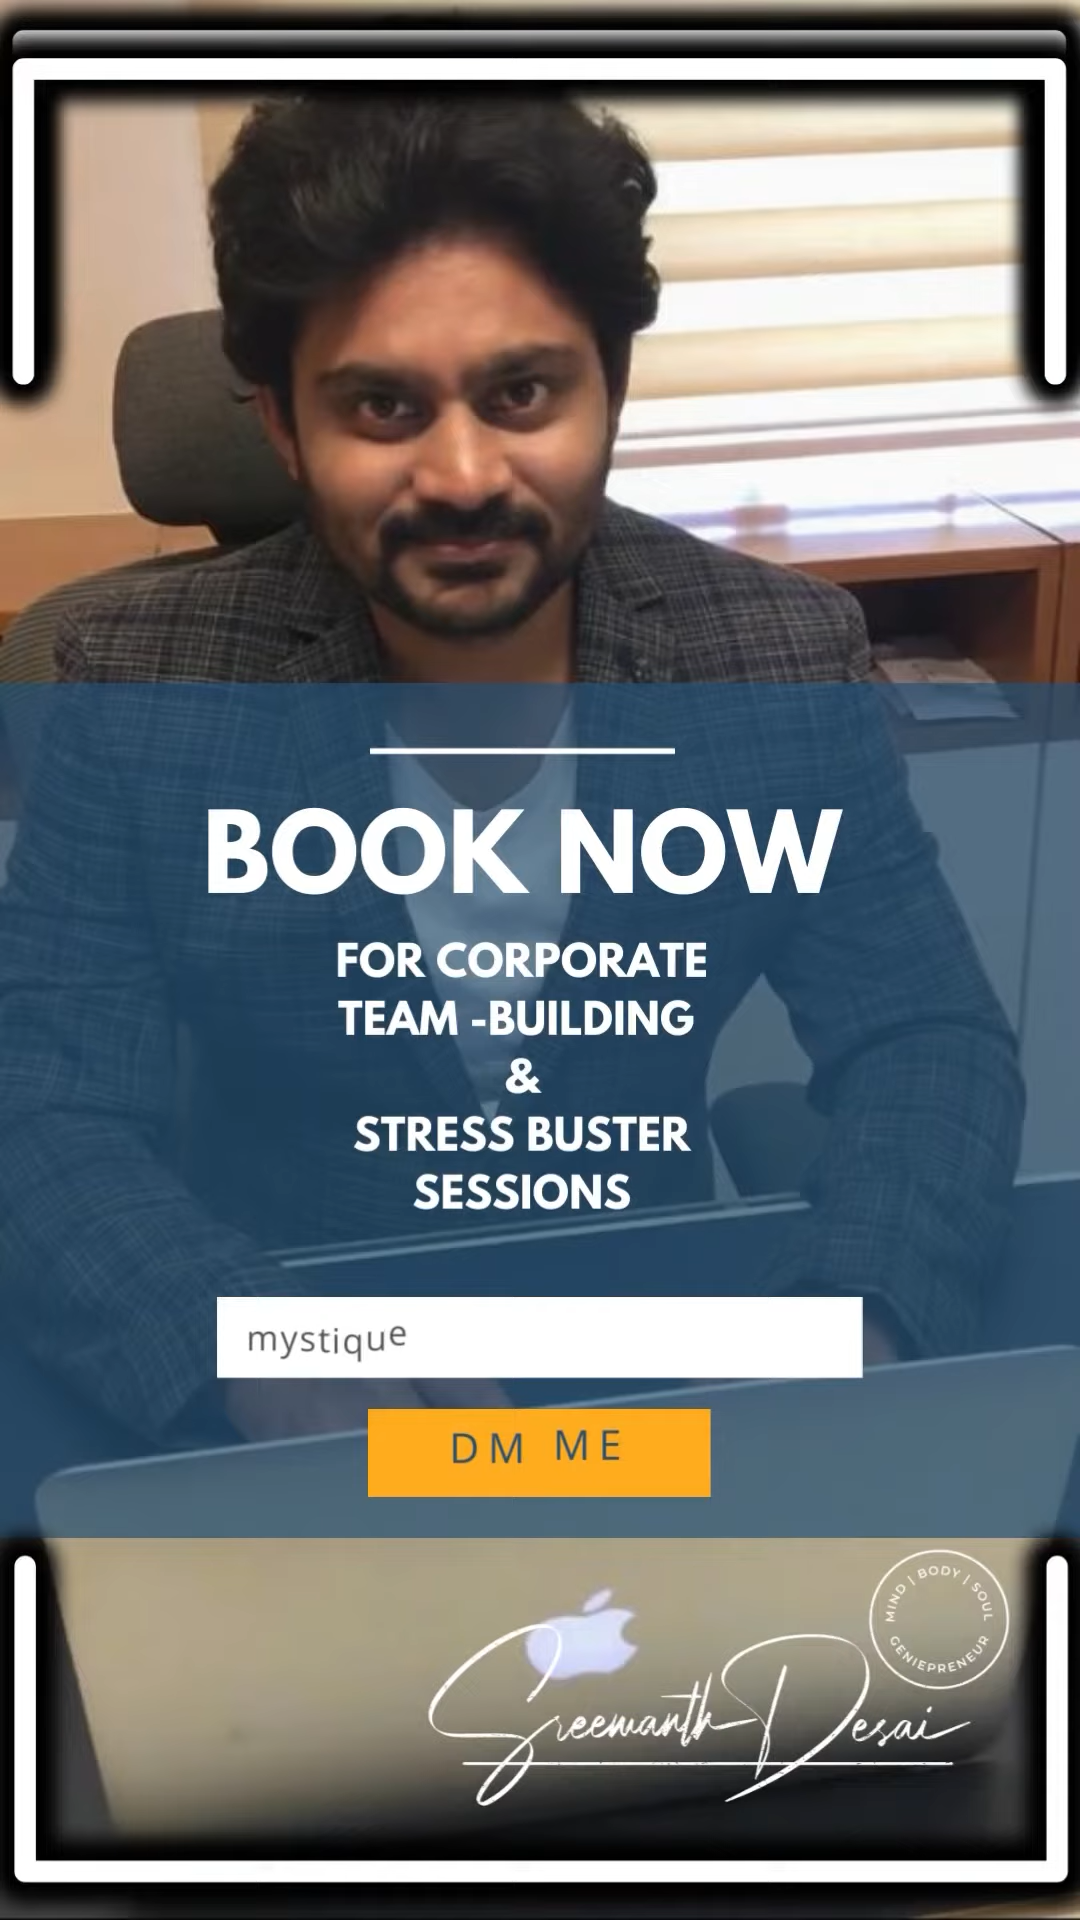 BOOK NOW
FOR CORPORATE
TEAM -BUILDING
&
STRESS BUSTER
SESSIONS
mystique
DM ME
MIND | BODY | SOUL
GENIEPRENEUR
Sreemanth Desai